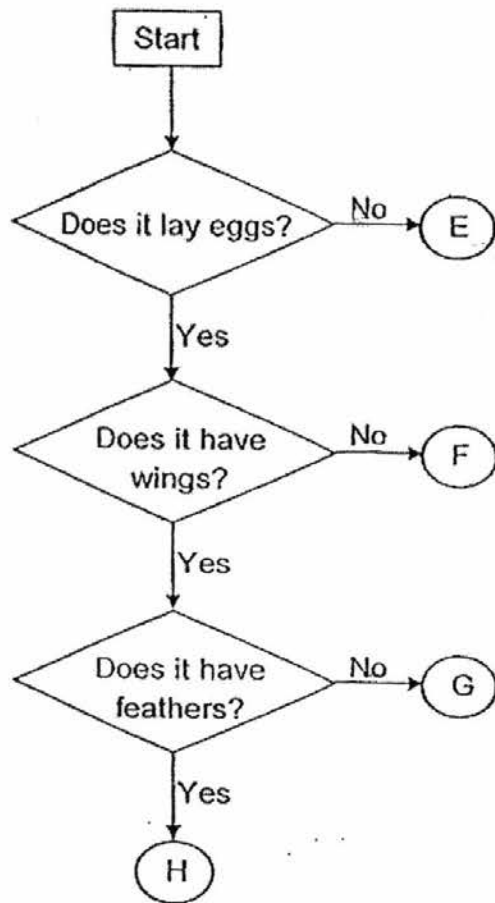 Start
Does it lay eggs?
No
E
Yes
Does it have
wings?
No
F
Yes
Does it have
feathers?
No
G
Yes
H